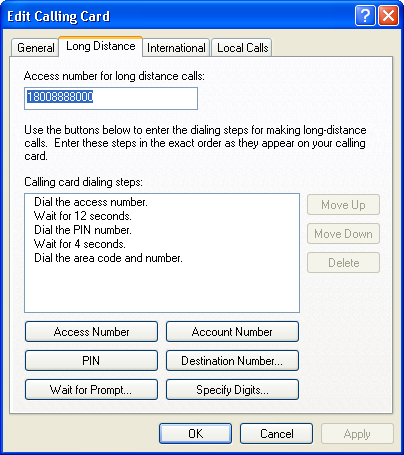 Edit Calling Card
General Long Distance International Local Calls
Access number for long distance calls:
18008888000
Use the buttons below to enter the dialing steps for making long-distance
calls. Enter these steps in the exact order as they appear on your calling
card.
Calling card dialing steps:
Dial the access number.
Wait for 12 seconds.
Dial the PIN number.
Wait for 4 seconds.
Dial the area code and number.
Move Up
Move Down
Delete
Access Number Account Number
PIN Destination Number...
Wait for Prompt... Specify Digits...
OK Cancel Apply